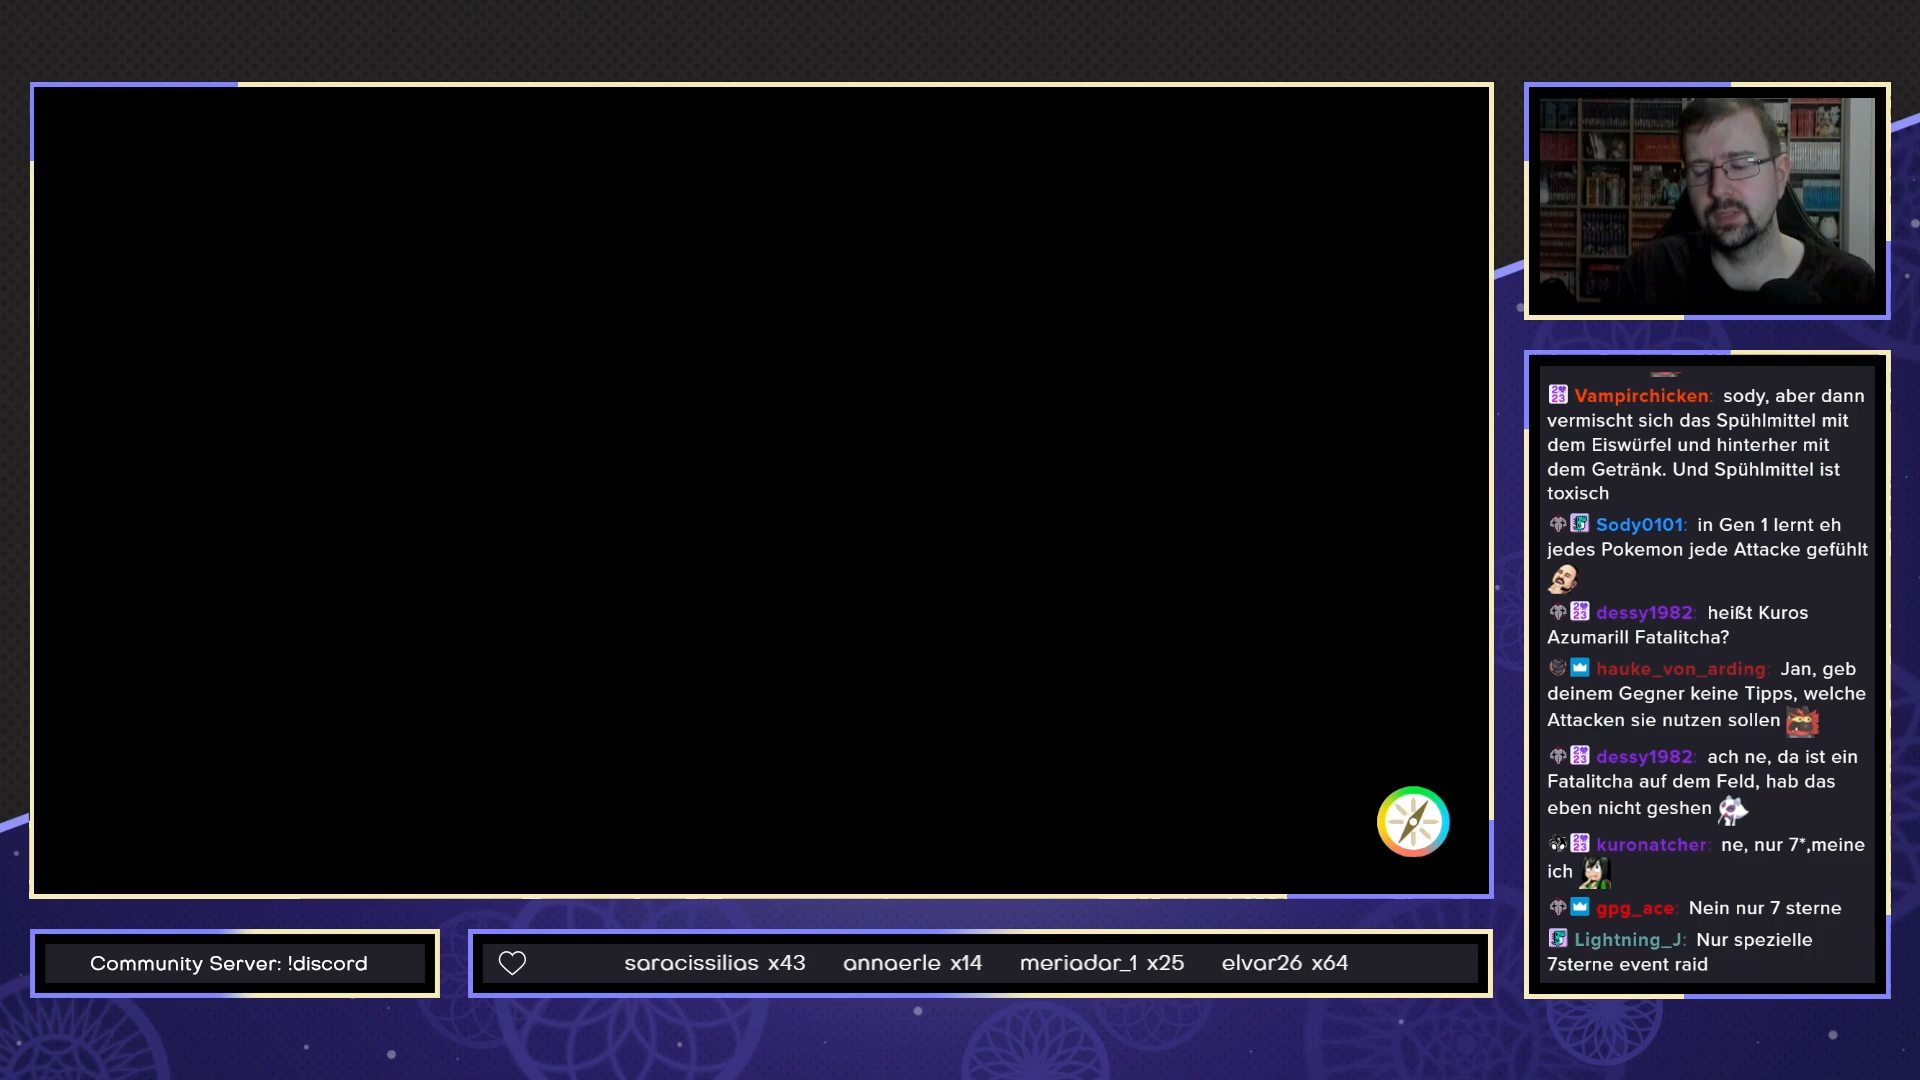 Vampirchicken: sody, aber dann
vermischt sich das Spühlmittel mit
dem Eiswürfel und hinterher mit
dem Getränk. Und Spühlmittel ist
toxisch
Sody0101: in Gen 1 lernt eh
jedes Pokemon jede Attacke gefühlt
dessy1982: heißt Kuros
Azumarill Fatalitcha?
hauke_von_arding: Jan, geb
deinem Gegner keine Tipps, welche
Attacken sie nutzen sollen
dessy1982: ach ne, da ist ein
Fatalitcha auf dem Feld, hab das
eben nicht geshen
kuronatcher: ne, nur 7*,meine
ich
gpg_ace: Nein nur 7 sterne
Lightning_J: Nur spezielle
7sterne event raid
Community Server: !discord
saracissilias x43 annaerle x14 meriadar_1 x25 elvar26 x64